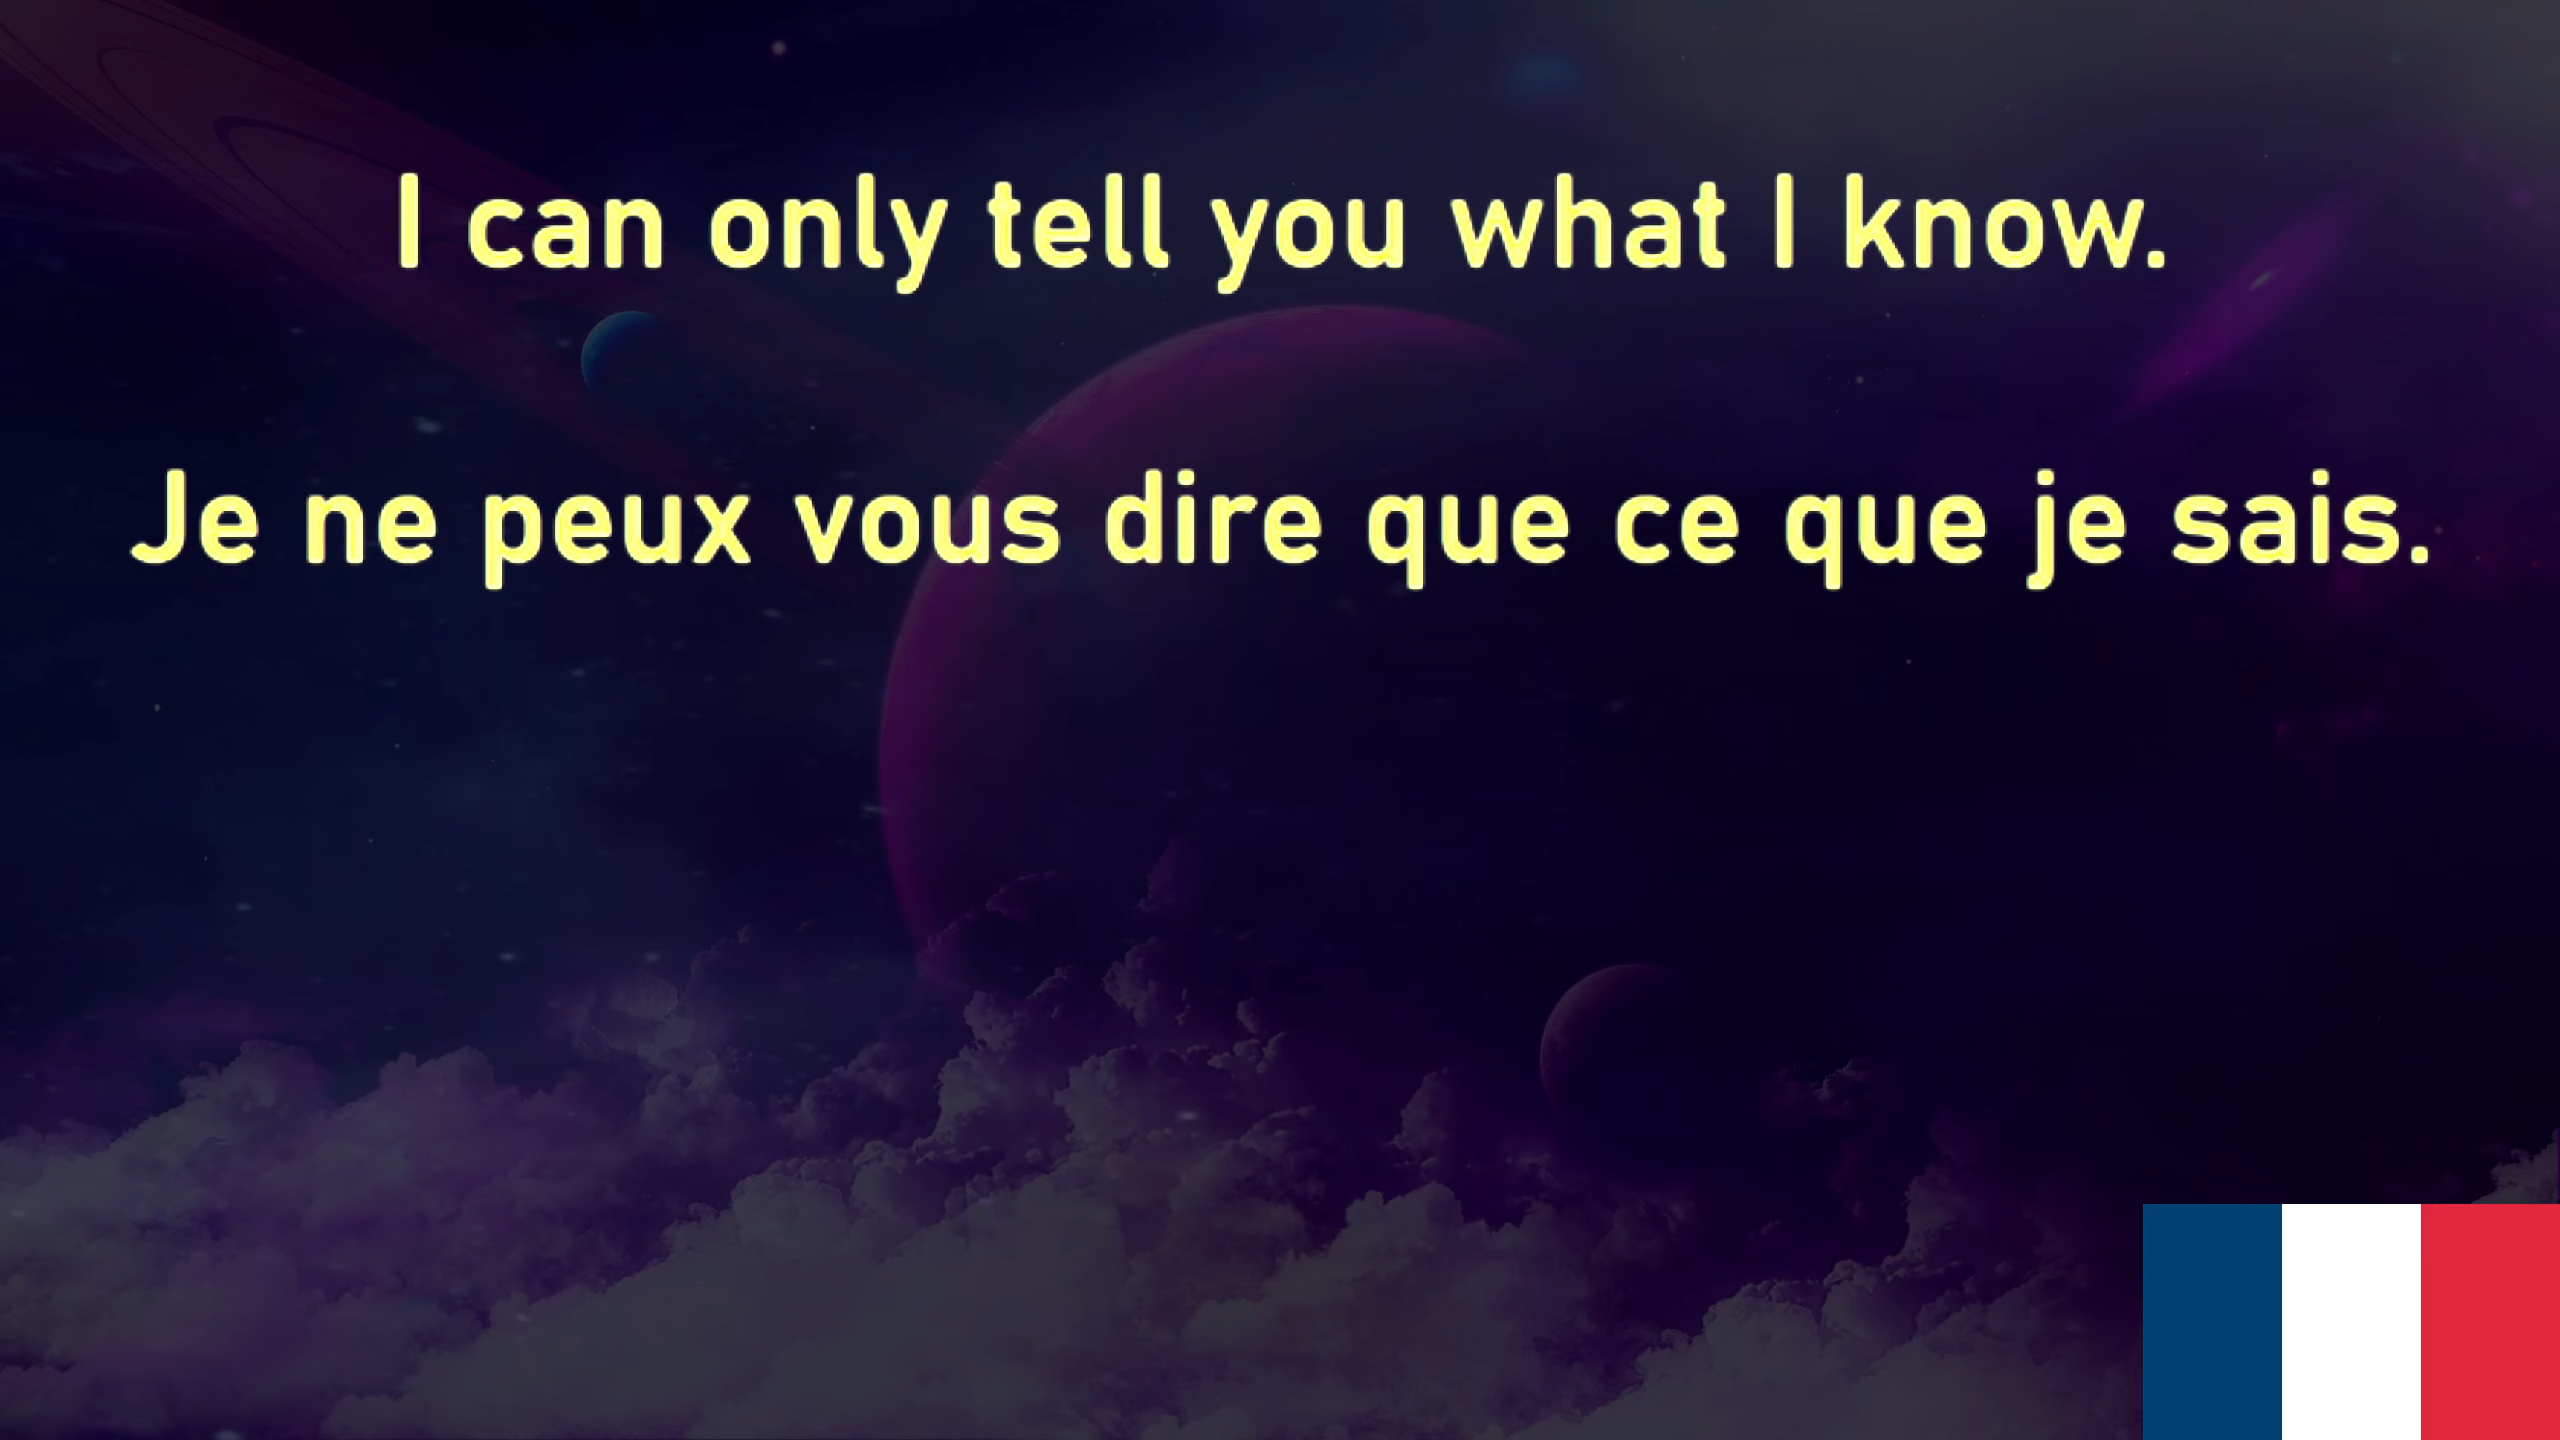 I can only tell you what I know.
Je ne peux vous dire que ce que je sais.